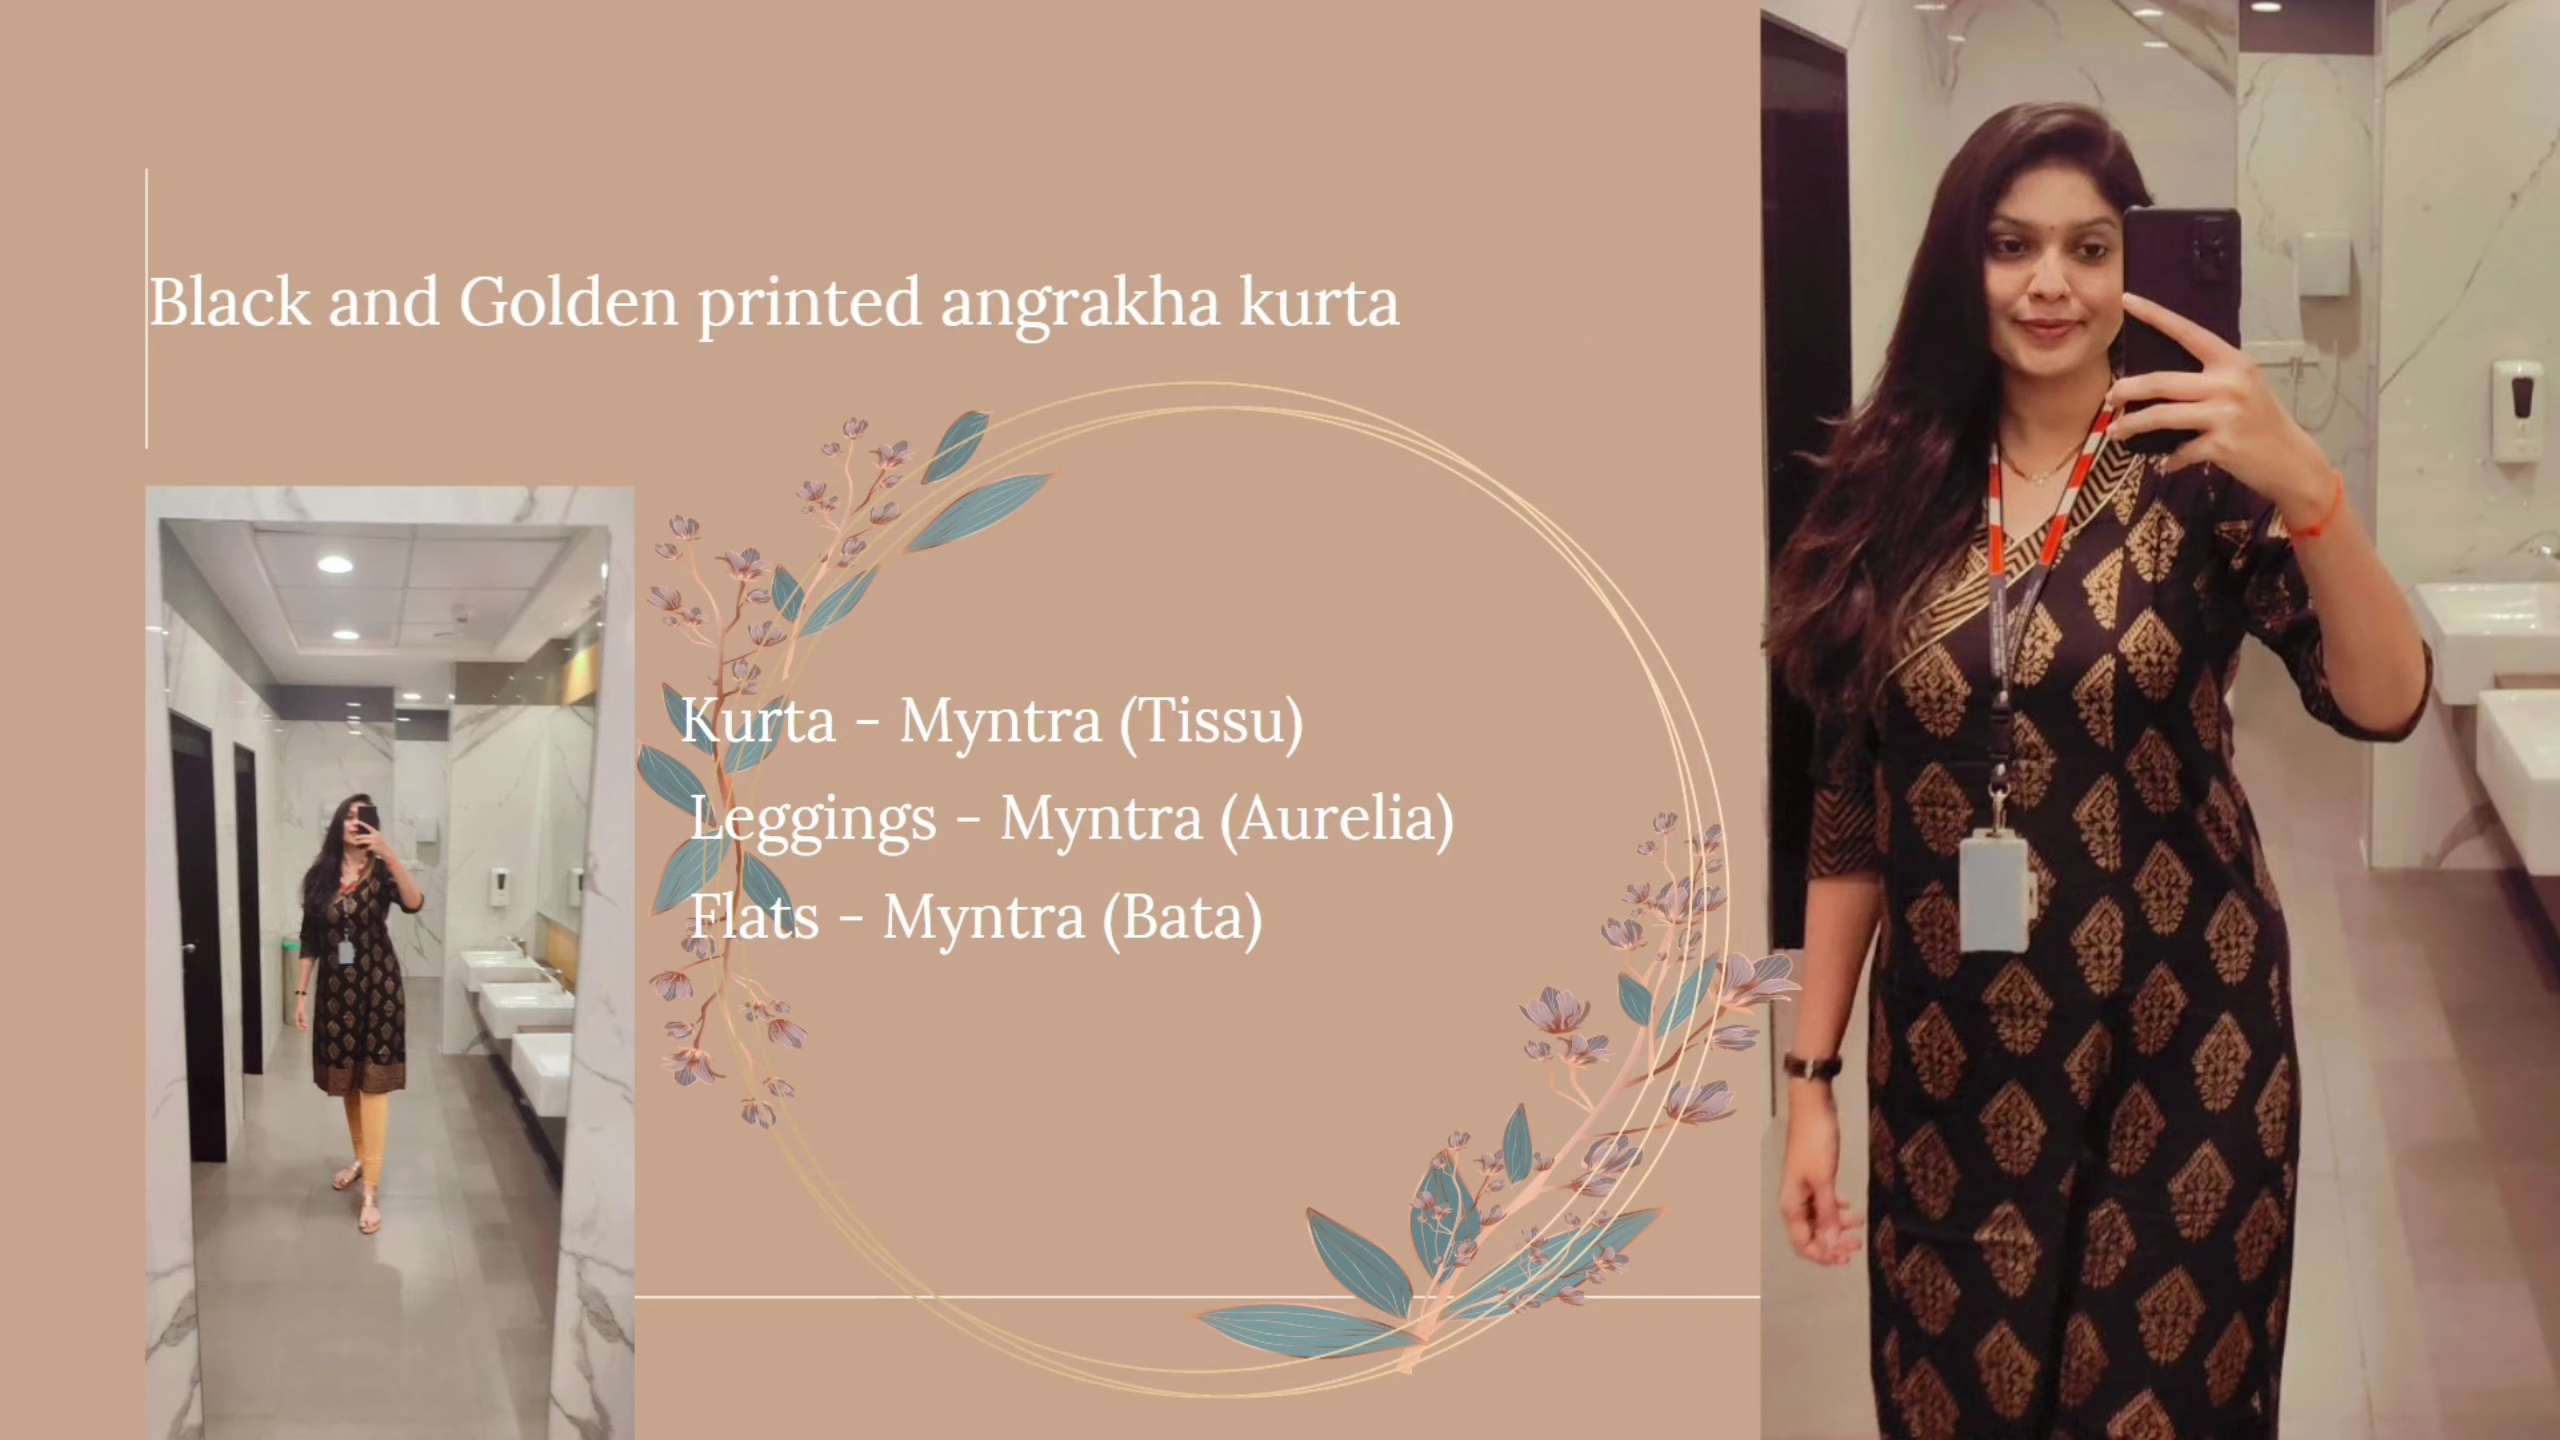 Black and Golden printed angrakha kurta
Kurta - Myntra (Tissu)
Leggings - Myntra (Aurelia)
Flats - Myntra (Bata)